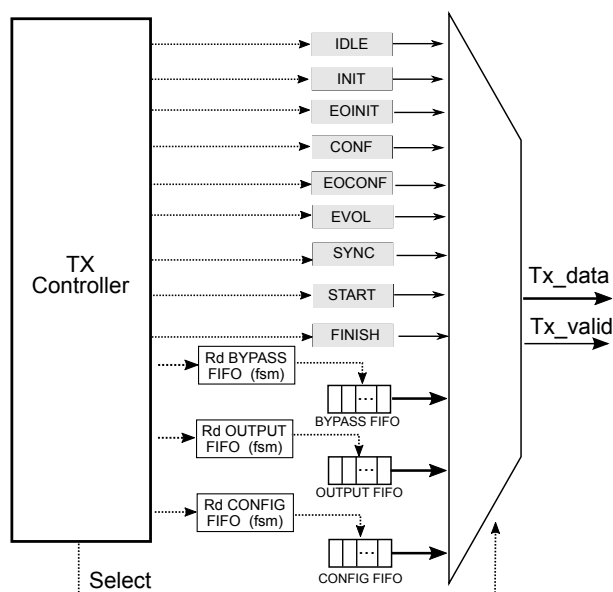 IDLE
INIT
EOINIT
CONF
EOCONF
EVOL
SYNC
START
FINISH
TX
Controller
Tx_data
Tx_valid
Rd BYPASS
FIFO (fsm)
BYPASS FIFO
Rd OUTPUT
FIFO (fsm)
OUTPUT FIFO
Rd CONFIG
FIFO (fsm)
CONFIG FIFO
Select